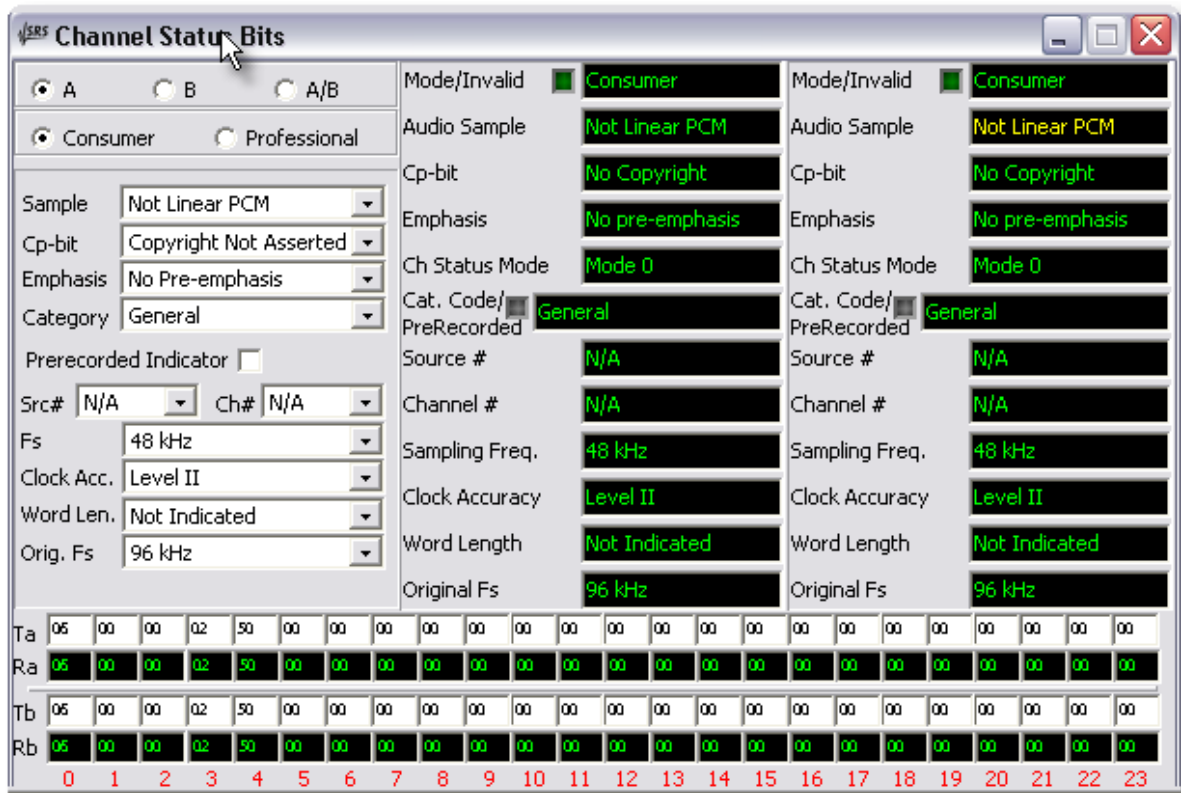 SRS Channel Status Bits
A B A/B
Consumer Professional
Sample Not Linear PCM
Cp-bit Copyright Not Asserted
Emphasis No Pre-emphasis
Category General
Prerecorded Indicator
Src# N/A Ch# N/A
Fs 48 kHz
Clock Acc. Level II
Word Len. Not Indicated
Orig. Fs 96 kHz
Mode/Invalid Consumer
Audio Sample Not Linear PCM
Cp-bit No Copyright
Emphasis No pre-emphasis
Ch Status Mode Mode 0
Cat. Code/
PreRecorded General
Source # N/A
Channel # N/A
Sampling Freq. 48 kHz
Clock Accuracy Level II
Word Length Not Indicated
Original Fs 96 kHz
Mode/Invalid Consumer
Audio Sample Not Linear PCM
Cp-bit No Copyright
Emphasis No pre-emphasis
Ch Status Mode Mode 0
Cat. Code/
PreRecorded General
Source # N/A
Channel # N/A
Sampling Freq. 48 kHz
Clock Accuracy Level II
Word Length Not Indicated
Original Fs 96 kHz
Ta 06 00 00 02 50 00 00 00 00 00 00 00 00 00 00 00 00 00 00 00 00 00 00 00
Ra 06 00 00 02 50 00 00 00 00 00 00 00 00 00 00 00 00 00 00 00 00 00 00 00
Tb 06 00 00 02 50 00 00 00 00 00 00 00 00 00 00 00 00 00 00 00 00 00 00 00
Rb 06 00 00 02 50 00 00 00 00 00 00 00 00 00 00 00 00 00 00 00 00 00 00 00
0 1 2 3 4 5 6 7 8 9 10 11 12 13 14 15 16 17 18 19 20 21 22 23